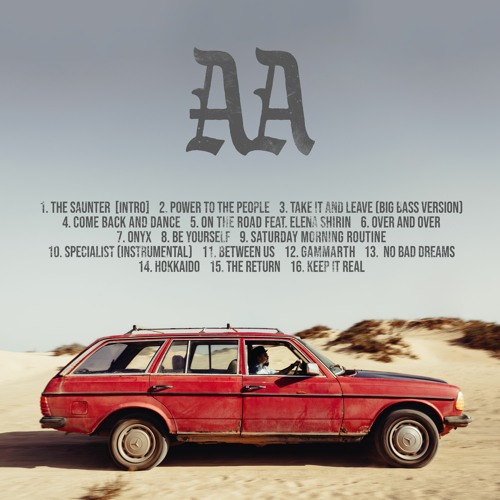 AA
1. THE SAUNTER [INTRO] 2. POWER TO THE PEOPLE 3. TAKE IT AND LEAVE (BIG BASS VERSION)
4. COME BACK AND DANCE 5. ON THE ROAD FEAT. ELENA SHIRIN 6. OVER AND OVER
7. ONYX 8. BE YOURSELF 9. SATURDAY MORNING ROUTINE
10. SPECIALIST (INSTRUMENTAL) 11. BETWEEN US 12. GAMMARTH 13. NO BAD DREAMS
14. HOKKAIDO 15. THE RETURN 16. KEEP IT REAL